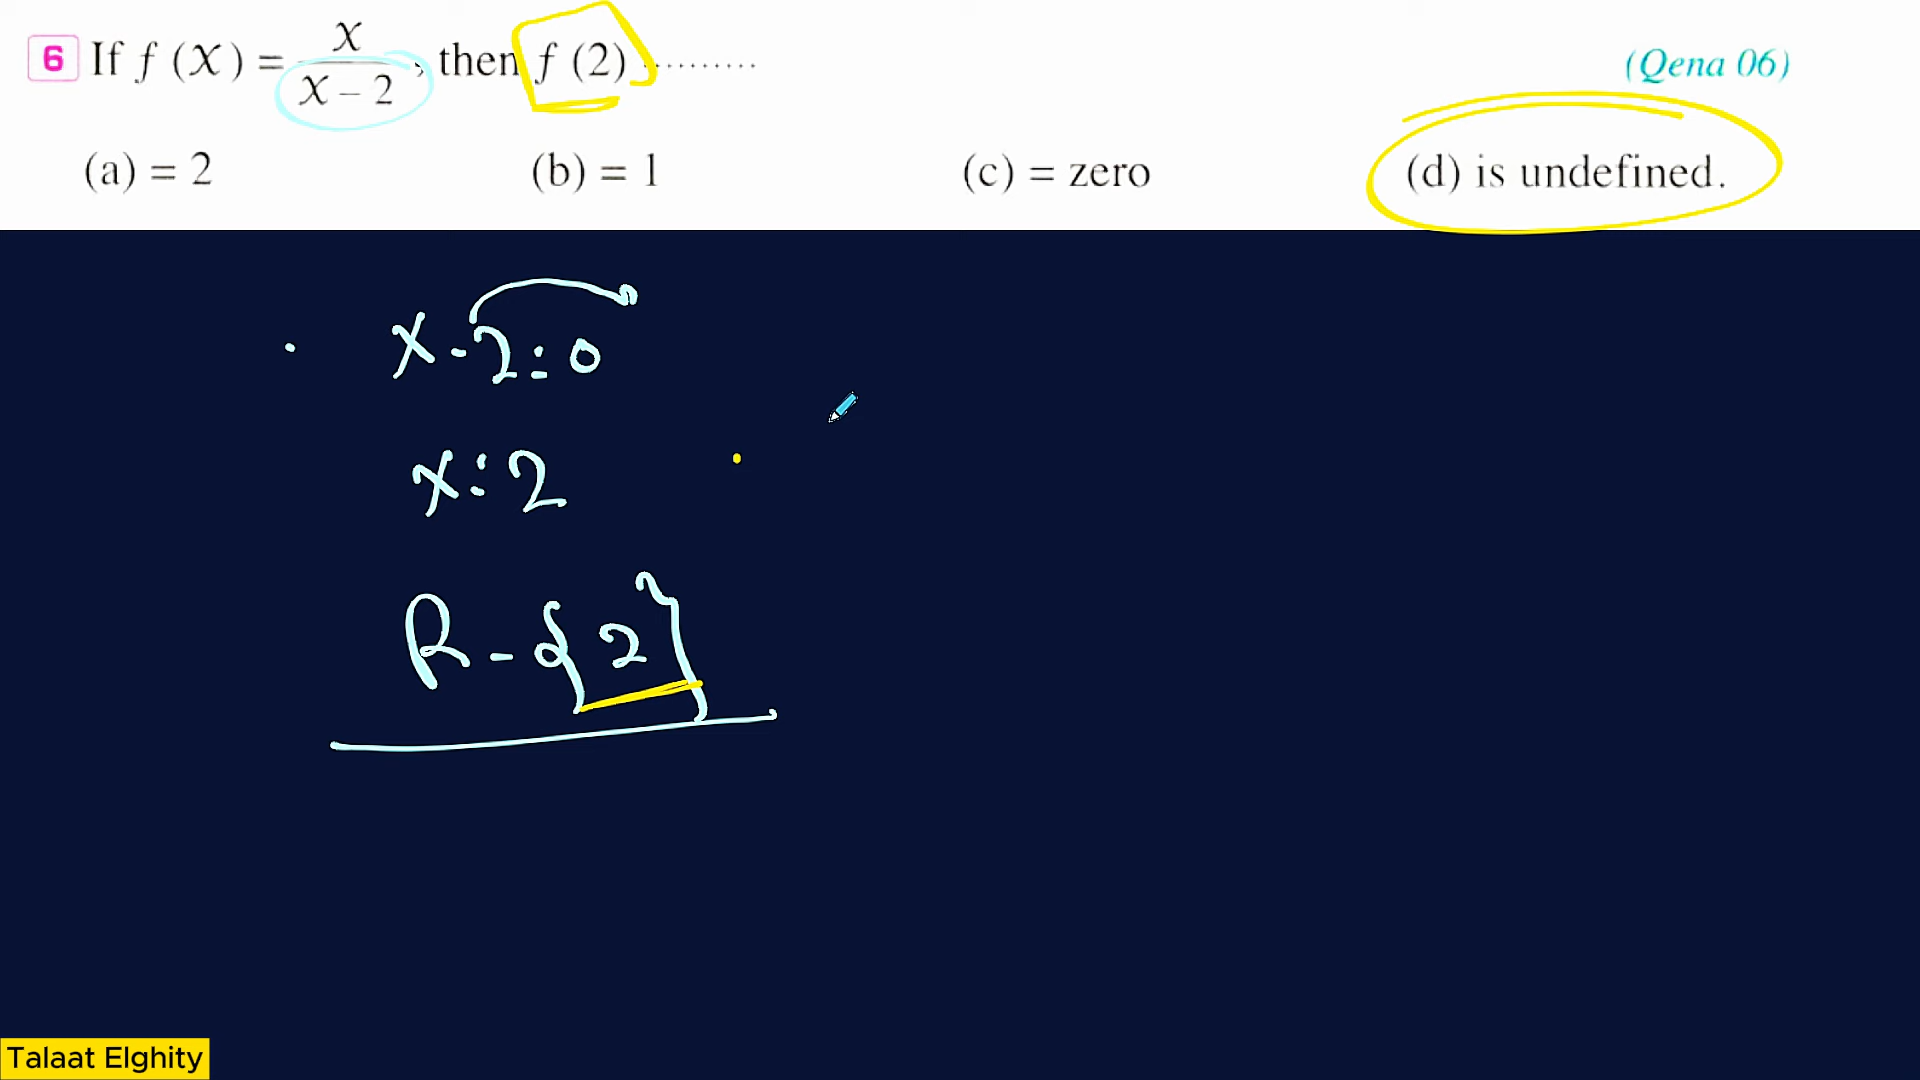 6 If f (X) = X / X – 2 , then f (2) ·········· (Qena 06)
(a) = 2 (b) = 1 (c) = zero (d) is undefined.
X - 2 = 0
X = 2
R - {2}
Talaat Elghity